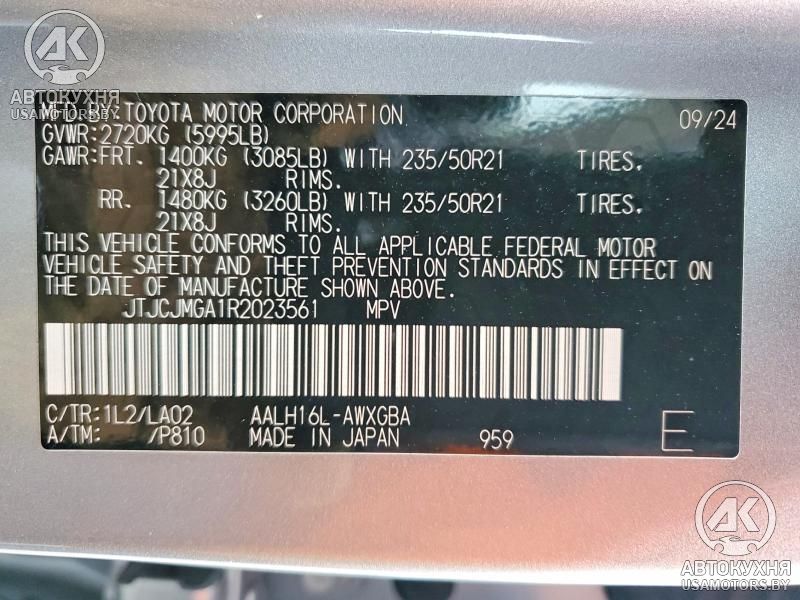 АК
АВТОКУХНЯ
USAMOTORS.BY
MFD BY: TOYOTA MOTOR CORPORATION 09/24
GVWR:2720KG (5995LB)
GAWR:FRT. 1400KG (3085LB) WITH 235/50R21 TIRES.
21X8J RIMS.
RR. 1480KG (3260LB) WITH 235/50R21 TIRES.
21X8J RIMS.
THIS VEHICLE CONFORMS TO ALL APPLICABLE FEDERAL MOTOR
VEHICLE SAFETY AND THEFT PREVENTION STANDARDS IN EFFECT ON
THE DATE OF MANUFACTURE SHOWN ABOVE.
JTJCJMGA1R2023561 MPV
C/TR:1L2/LA02 AALH16L-AWXGBA
A/TM: /P810 MADE IN JAPAN 959 E
АК
АВТОКУХНЯ
USAMOTORS.BY